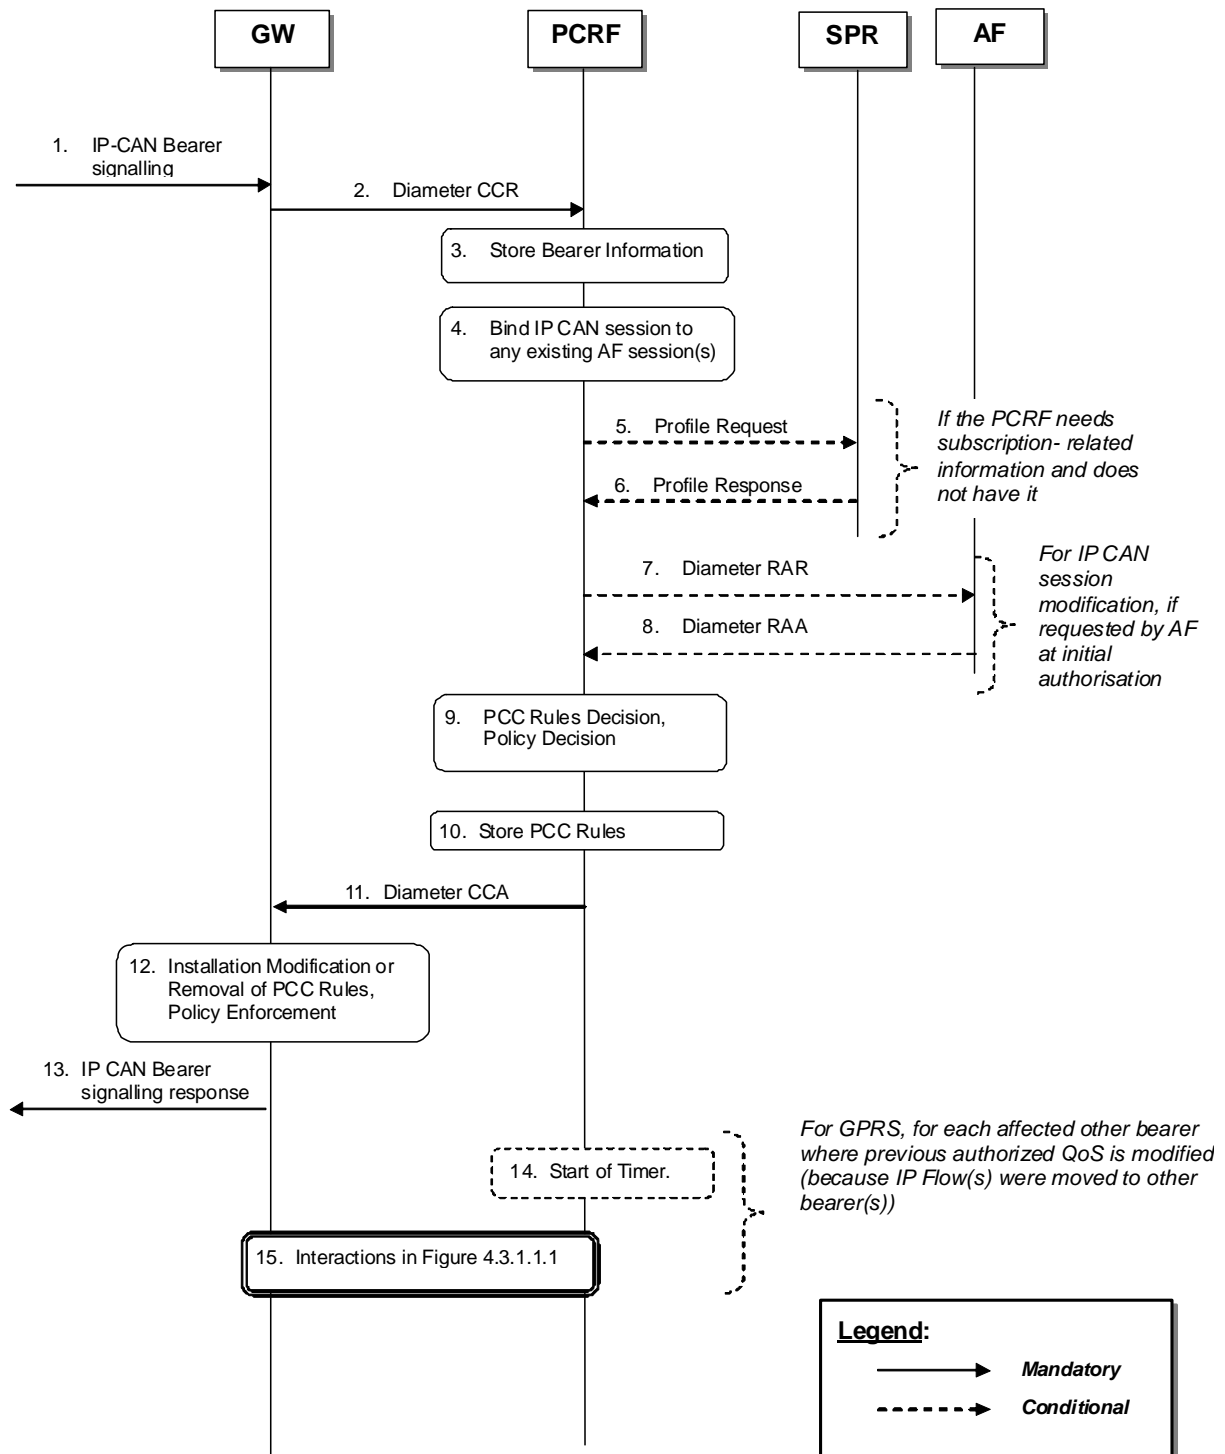 GW
PCRF
SPR
AF
1. IP-CAN Bearer
signalling
2. Diameter CCR
3. Store Bearer Information
4. Bind IP CAN session to
any existing AF session(s)
5. Profile Request
6. Profile Response
If the PCRF needs
subscription- related
information and does
not have it
7. Diameter RAR
8. Diameter RAA
For IP CAN
session
modification, if
requested by AF
at initial
authorisation
9. PCC Rules Decision,
Policy Decision
10. Store PCC Rules
11. Diameter CCA
12. Installation Modification or
Removal of PCC Rules,
Policy Enforcement
13. IP CAN Bearer
signalling response
For GPRS, for each affected other bearer
where previous authorized QoS is modified
(because IP Flow(s) were moved to other
bearer(s))
14. Start of Timer.
15. Interactions in Figure 4.3.1.1.1
Legend:
Mandatory
Conditional